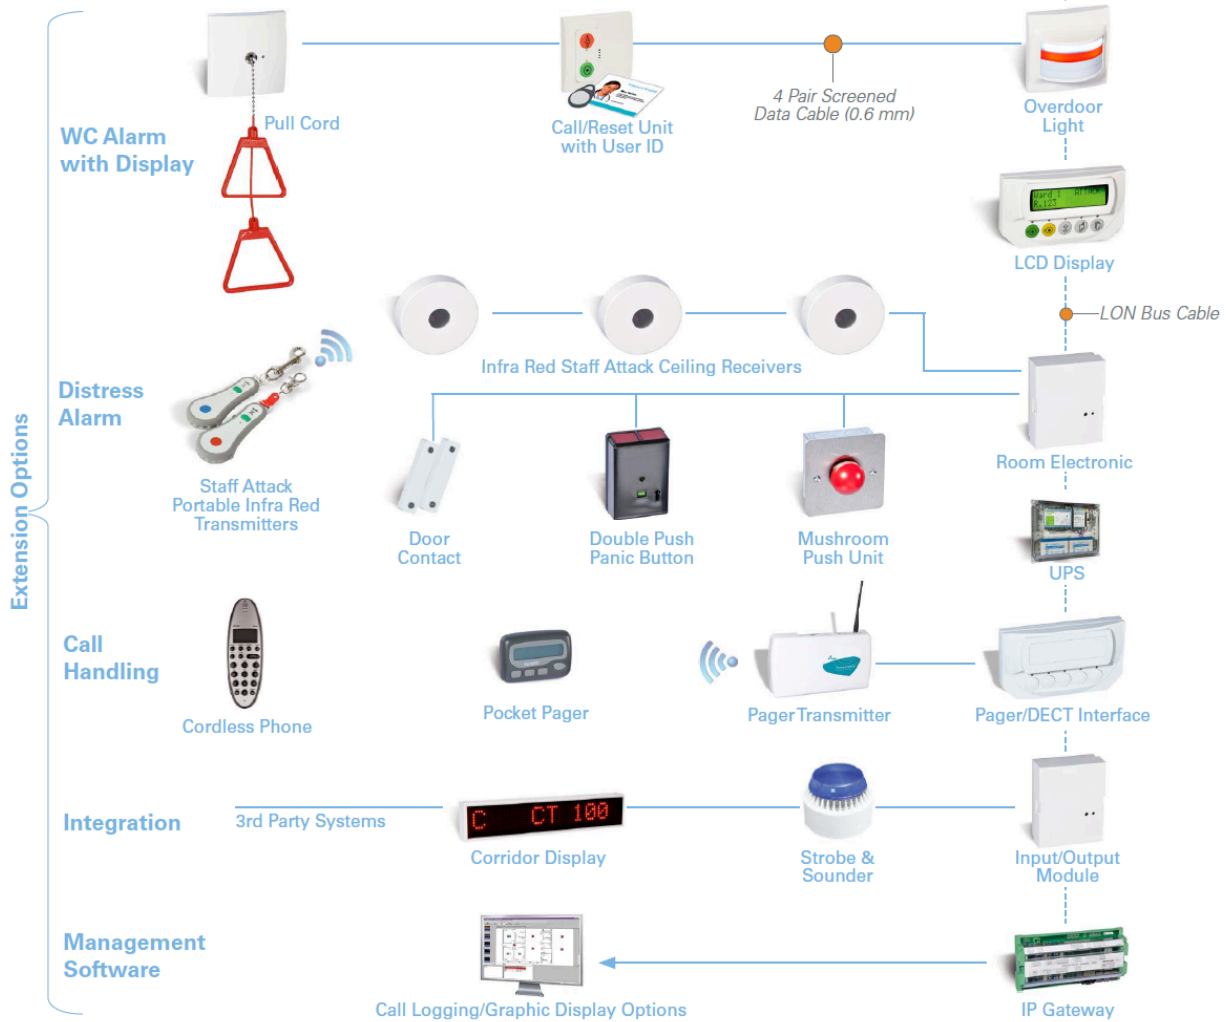 Pull Cord
Call/Reset Unit
with User ID
4 Pair Screened
Data Cable (0.6 mm)
Overdoor
Light
WC Alarm
with Display
Ward 1
R.123
LCD Display
LON Bus Cable
Infra Red Staff Attack Ceiling Receivers
Distress
Alarm
Room Electronic
Staff Attack
Portable Infra Red
Transmitters
Door
Contact
Double Push
Panic Button
Mushroom
Push Unit
UPS
Extension Options
Call
Handling
Cordless Phone
Pocket Pager
Pager Transmitter
Pager/DECT Interface
Integration
3rd Party Systems
C CT 100
Corridor Display
Strobe &
Sounder
Input/Output
Module
Management
Software
Call Logging/Graphic Display Options
IP Gateway